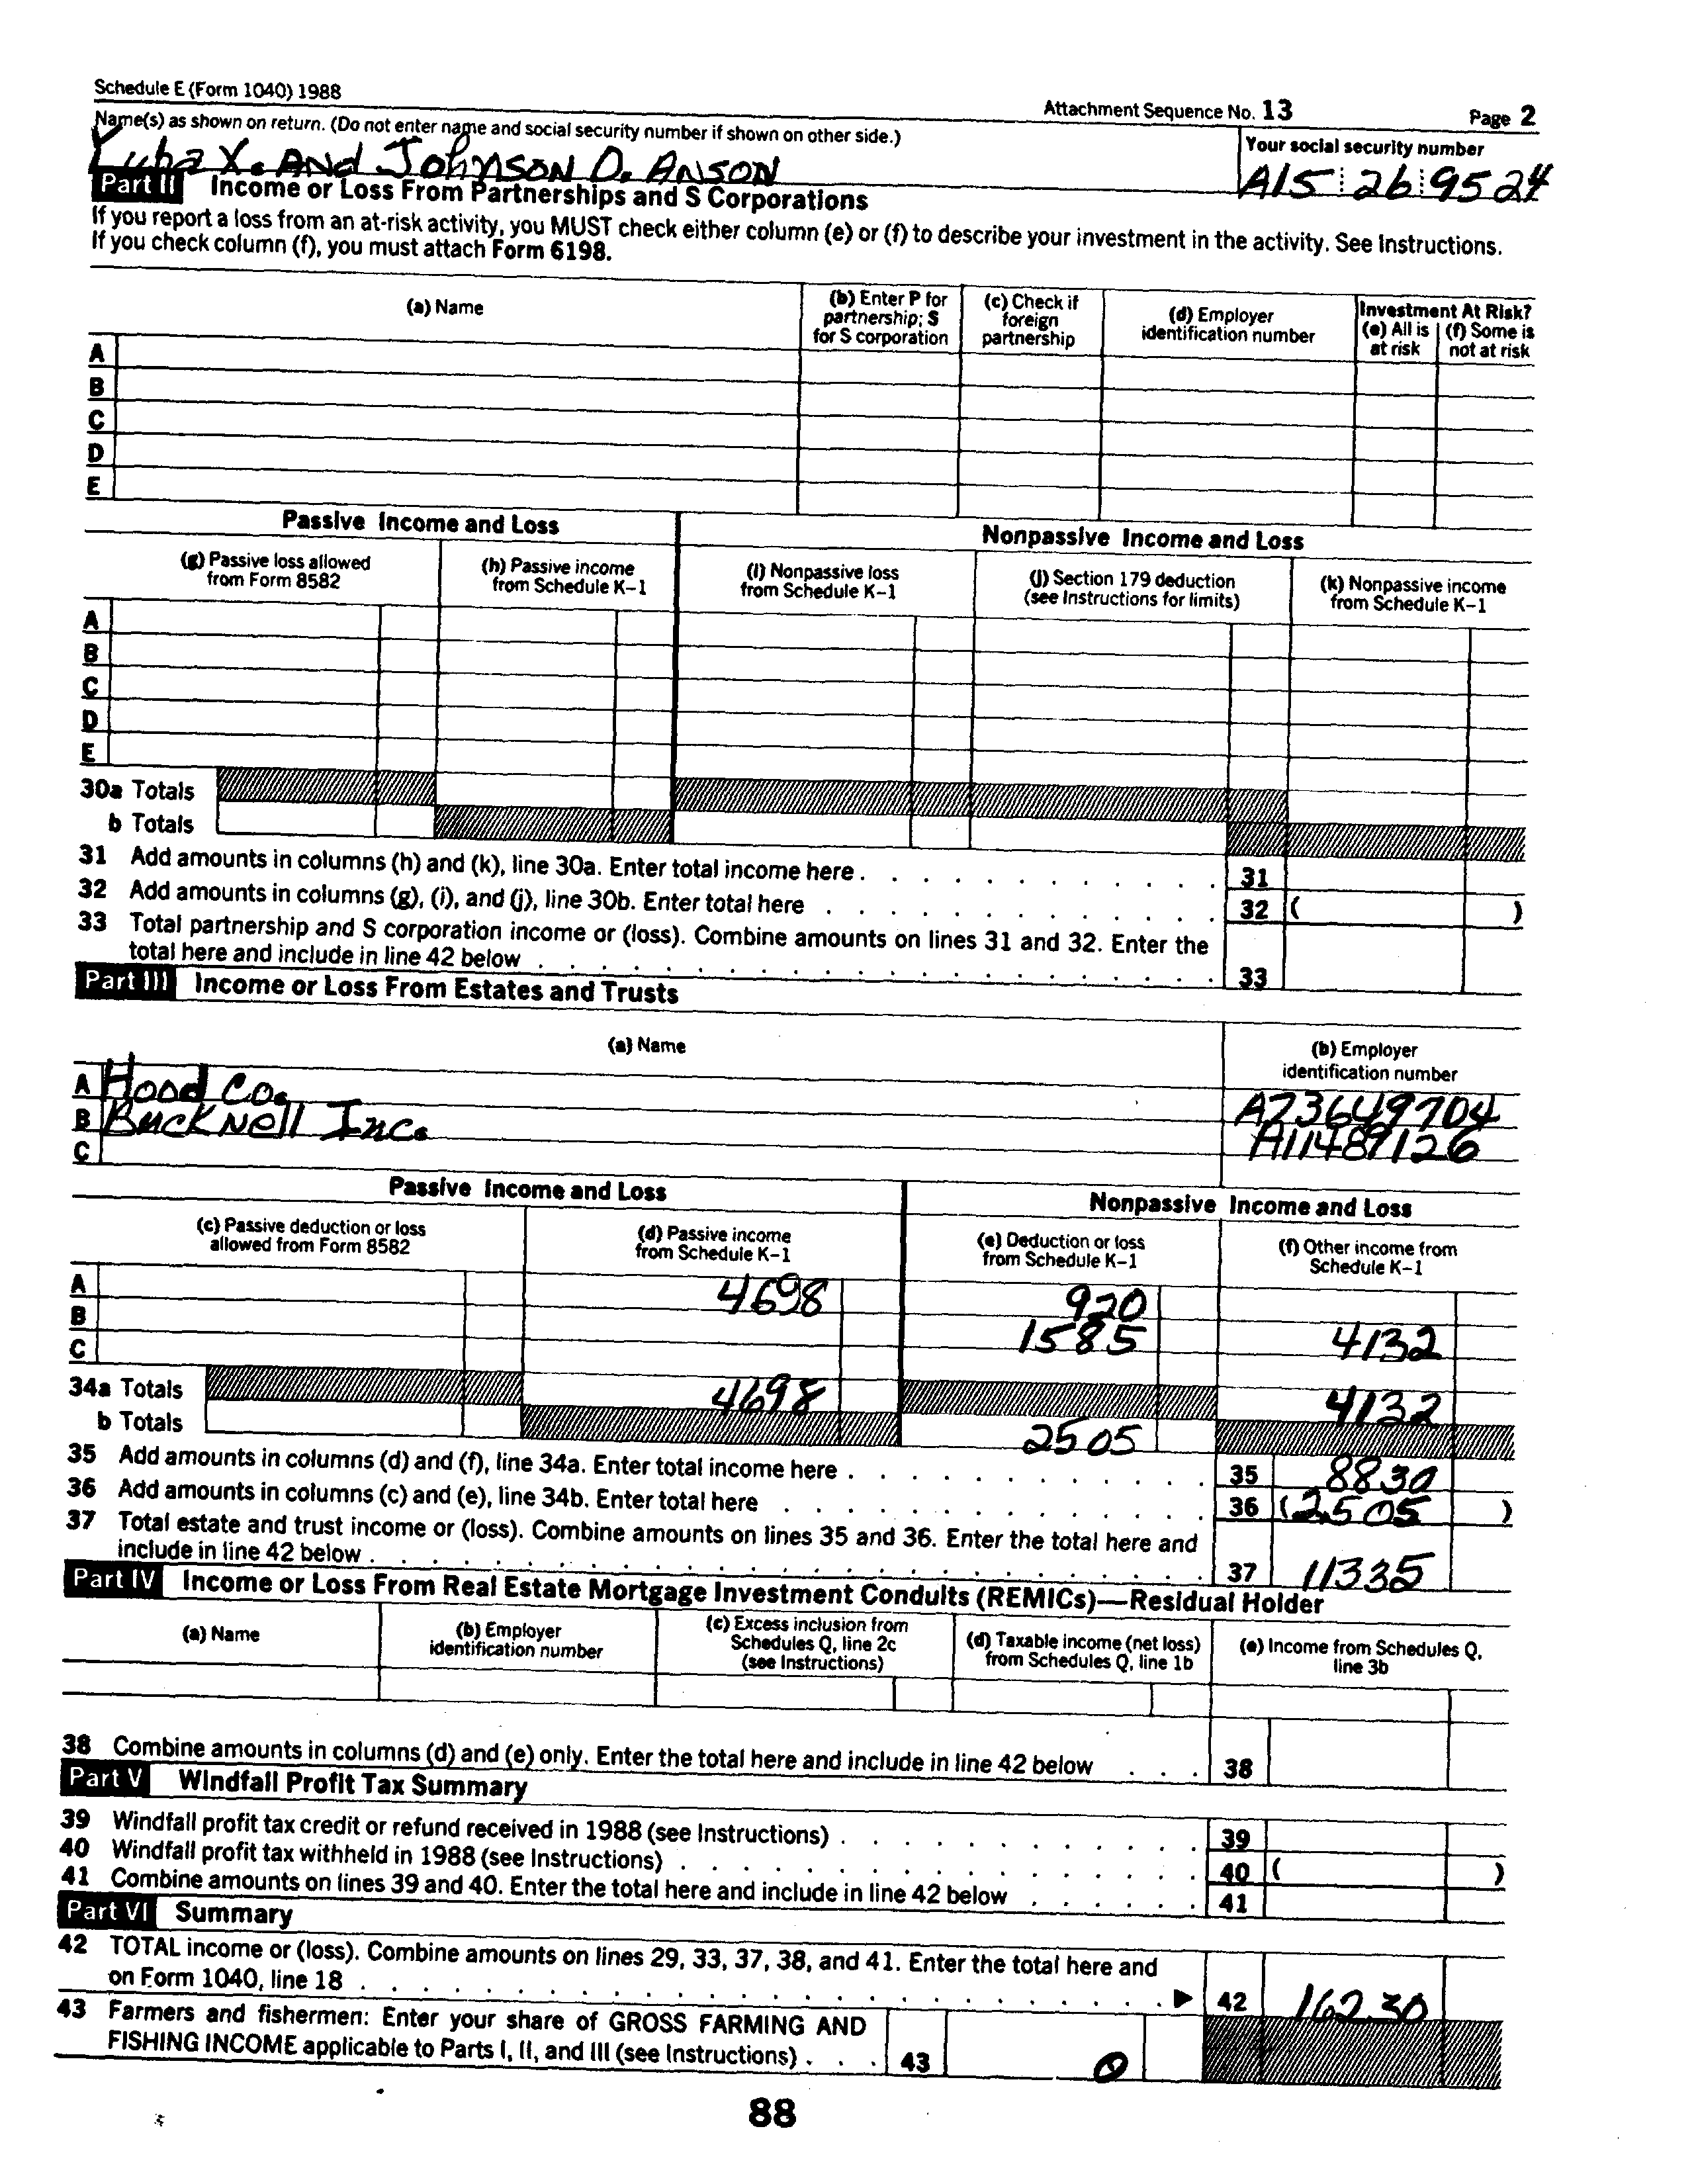 Schedule E (Form 1040) 1988
Attachment Sequence No. 13
Page 2
Name(s) as shown on return. (Do not enter name and social security number if shown on other side.)
Your social security number
X. AND JOHNSON D. ANSON
A15 26 9524
Part II Income or Loss From Partnerships and S Corporations
If you report a loss from an at-risk activity, you MUST check either column (e) or (f) to describe your investment in the activity. See Instructions.
If you check column (f), you must attach Form 6198.
(a) Name
(b) Enter P for partnership; S for S corporation
(c) Check if foreign partnership
(d) Employer identification number
Investment At Risk?
(e) All is at risk
(f) Some is not at risk
A
B
C
D
E
Passive Income and Loss
Nonpassive Income and Loss
(g) Passive loss allowed from Form 8582
(h) Passive income from Schedule K-1
(i) Nonpassive loss from Schedule K-1
(j) Section 179 deduction (see Instructions for limits)
(k) Nonpassive income from Schedule K-1
A
B
C
D
E
30a Totals
b Totals
31 Add amounts in columns (h) and (k), line 30a. Enter total income here . 31
32 Add amounts in columns (g), (i), and (j), line 30b. Enter total here . 32 ( )
33 Total partnership and S corporation income or (loss). Combine amounts on lines 31 and 32. Enter the
total here and include in line 42 below . 33
Part III Income or Loss From Estates and Trusts
(a) Name
(b) Employer identification number
A Hood Co. A73649704
B Bucknell Inc. A11489126
C
Passive Income and Loss
Nonpassive Income and Loss
(c) Passive deduction or loss allowed from Form 8582
(d) Passive income from Schedule K-1
(e) Deduction or loss from Schedule K-1
(f) Other income from Schedule K-1
A 4698 920
B 1585 4132
C
34a Totals 4698 4132
b Totals 2505
35 Add amounts in columns (d) and (f), line 34a. Enter total income here . 35 8830
36 Add amounts in columns (c) and (e), line 34b. Enter total here . 36 (2505 )
37 Total estate and trust income or (loss). Combine amounts on lines 35 and 36. Enter the total here and
include in line 42 below . 37 11335
Part IV Income or Loss From Real Estate Mortgage Investment Conduits (REMICs)—Residual Holder
(a) Name
(b) Employer identification number
(c) Excess inclusion from Schedules Q, line 2c (see Instructions)
(d) Taxable income (net loss) from Schedules Q, line 1b
(e) Income from Schedules Q, line 3b
38 Combine amounts in columns (d) and (e) only. Enter the total here and include in line 42 below . . . 38
Part V Windfall Profit Tax Summary
39 Windfall profit tax credit or refund received in 1988 (see Instructions) . 39
40 Windfall profit tax withheld in 1988 (see Instructions) . 40 ( )
41 Combine amounts on lines 39 and 40. Enter the total here and include in line 42 below . 41
Part VI Summary
42 TOTAL income or (loss). Combine amounts on lines 29, 33, 37, 38, and 41. Enter the total here and
on Form 1040, line 18 . ▶ 42 16230
43 Farmers and fishermen: Enter your share of GROSS FARMING AND
FISHING INCOME applicable to Parts I, II, and III (see Instructions) . . . 43 0
88